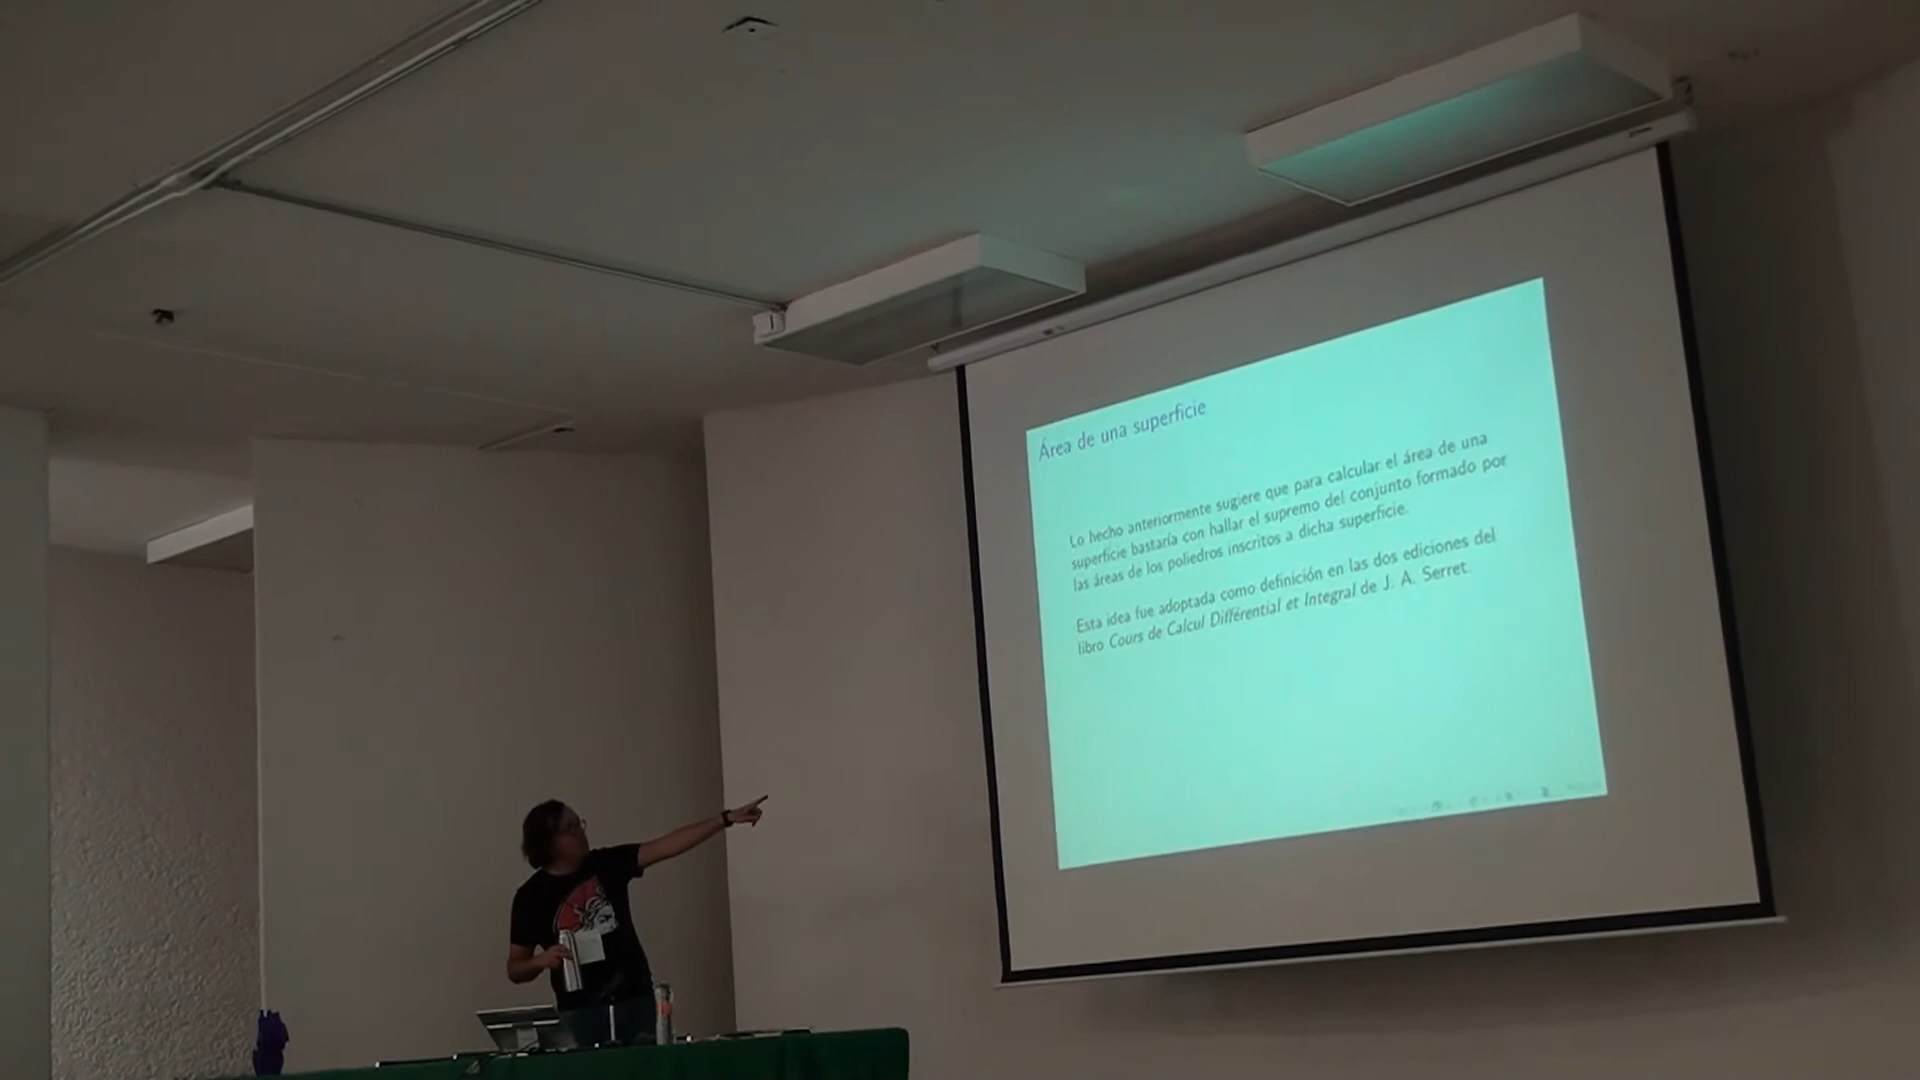 Área de una superficie
Lo hecho anteriormente sugiere que para calcular el área de una
superficie bastaría con hallar el supremo del conjunto formado por
las áreas de los poliedros inscritos a dicha superficie.
Esta idea fue adoptada como definición en las dos ediciones del
libro Cours de Calcul Différential et Integral de J. A. Serret.